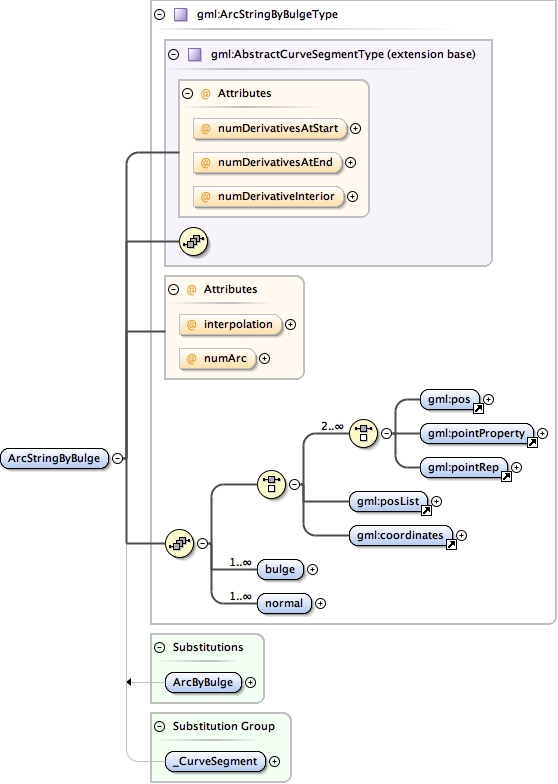 gml:ArcStringByBulgeType
gml:AbstractCurveSegmentType (extension base)
@ Attributes
@ numDerivativesAtStart
@ numDerivativesAtEnd
@ numDerivativeInterior
@ Attributes
@ interpolation
@ numArc
ArcStringByBulge
2..∞
gml:pos
gml:pointProperty
gml:pointRep
gml:posList
gml:coordinates
1..∞
bulge
1..∞
normal
Substitutions
ArcByBulge
Substitution Group
_CurveSegment